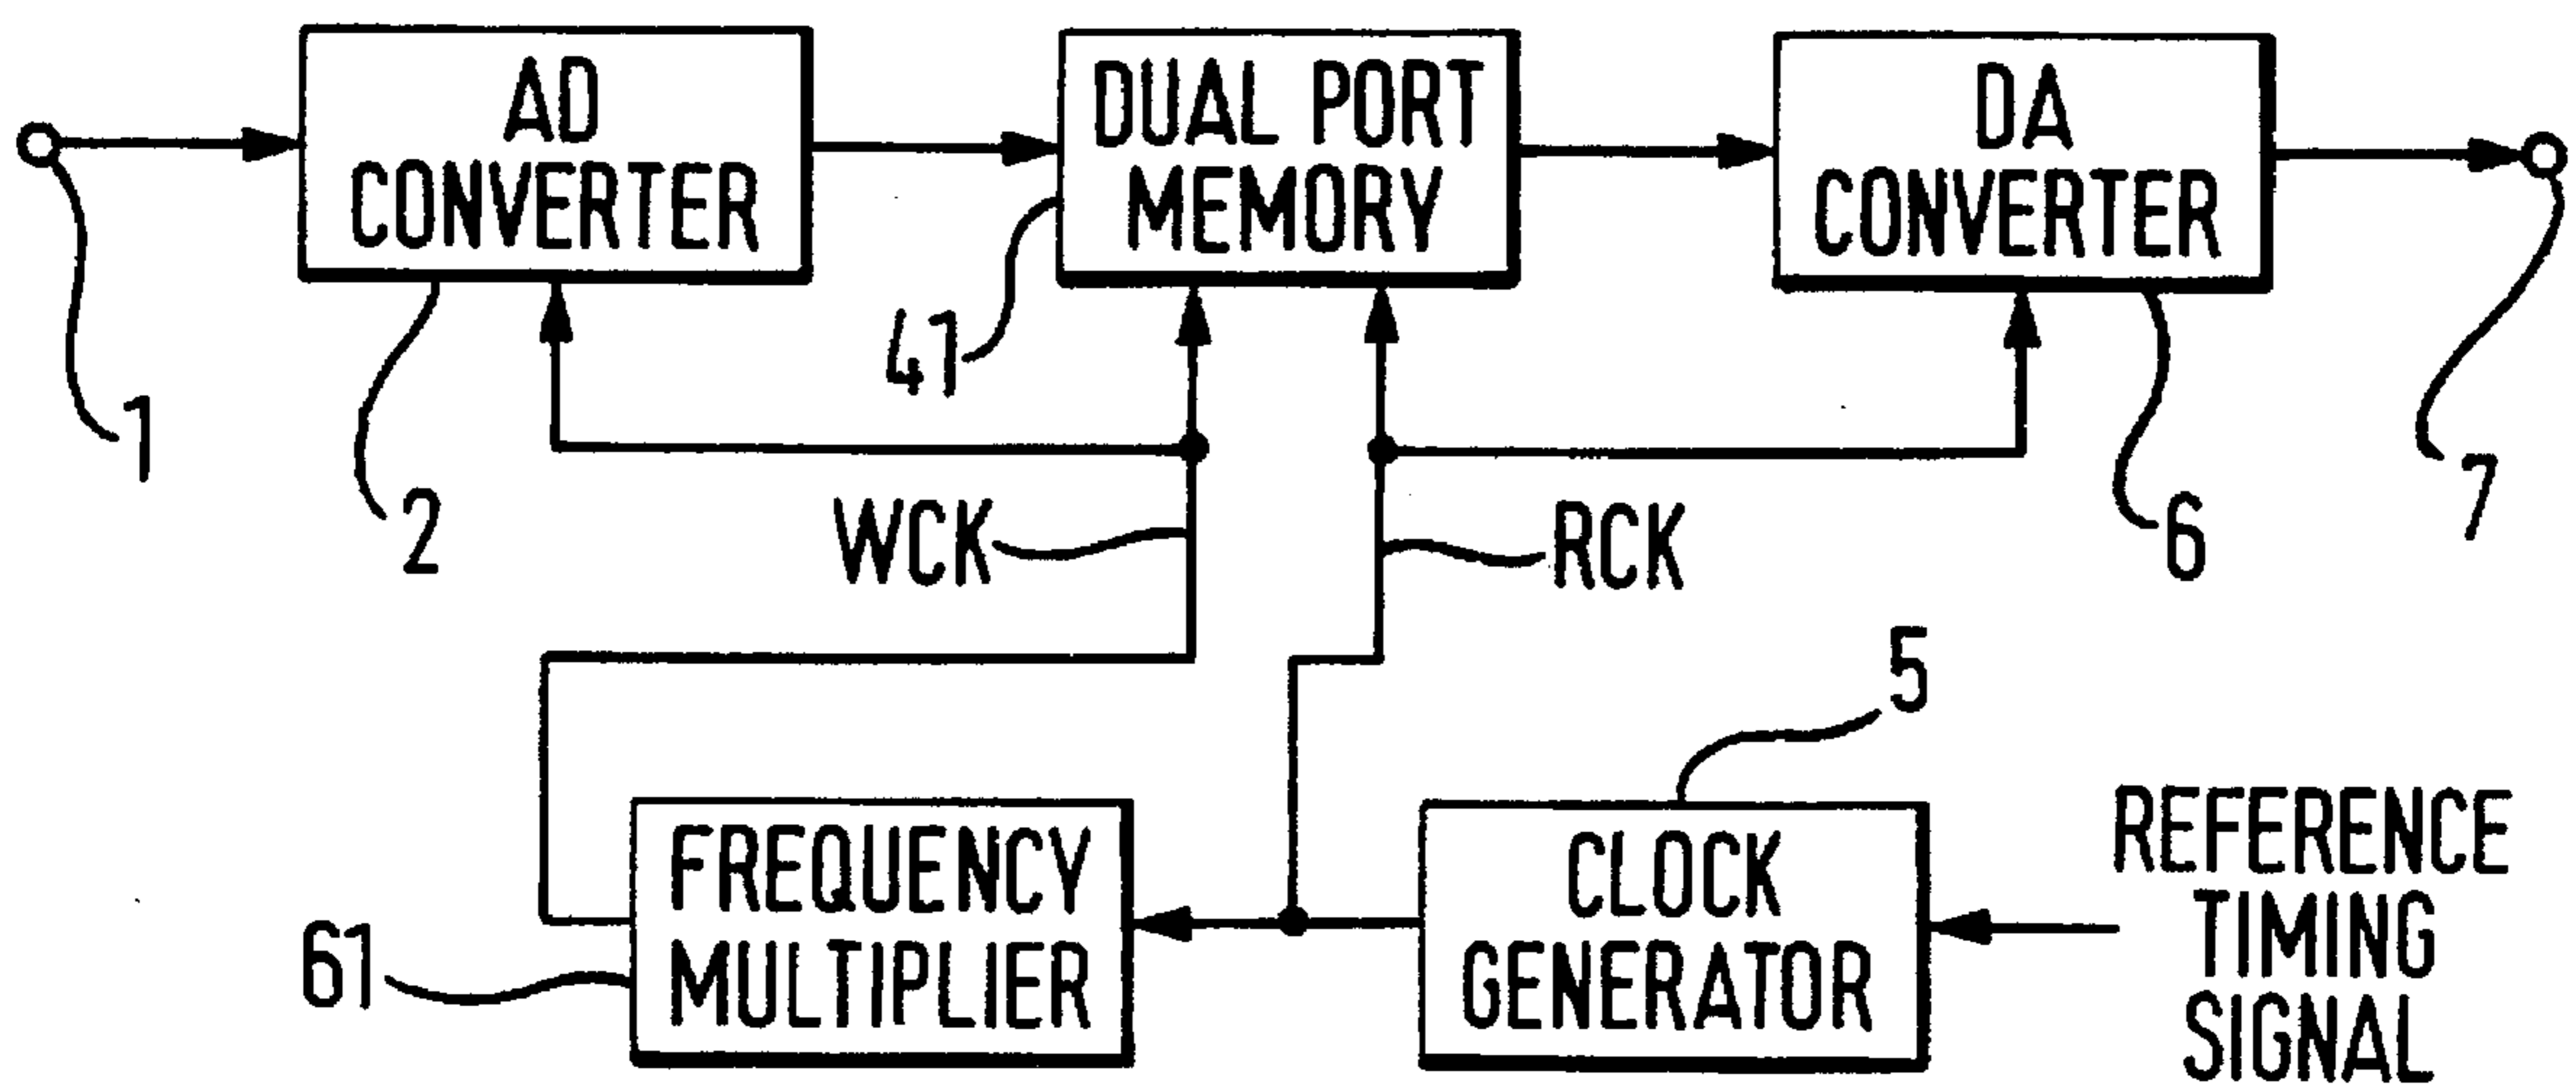 AD
CONVERTER
DUAL PORT
MEMORY
DA
CONVERTER
1
2
41
6
7
WCK
RCK
5
FREQUENCY
MULTIPLIER
61
CLOCK
GENERATOR
REFERENCE
TIMING
SIGNAL